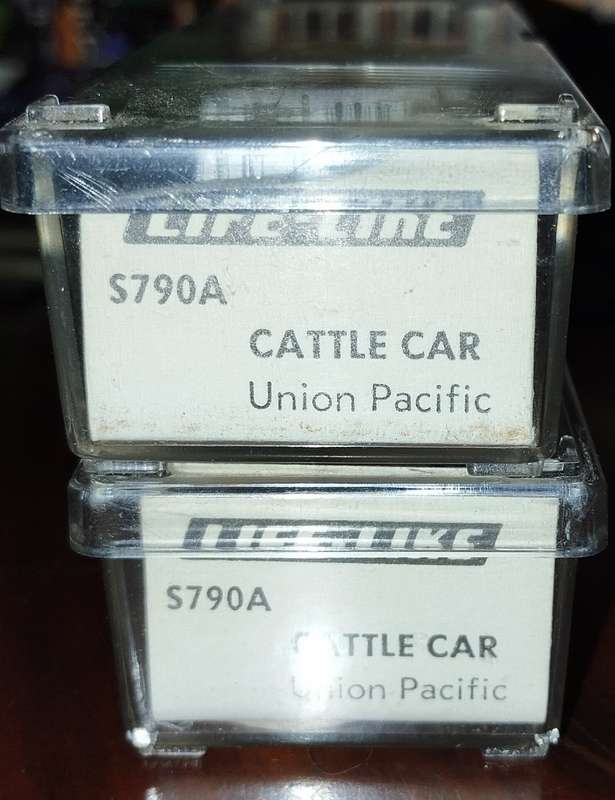 LIFE-LIKE
S790A
CATTLE CAR
Union Pacific
LIFE-LIKE
S790A
CATTLE CAR
Union Pacific